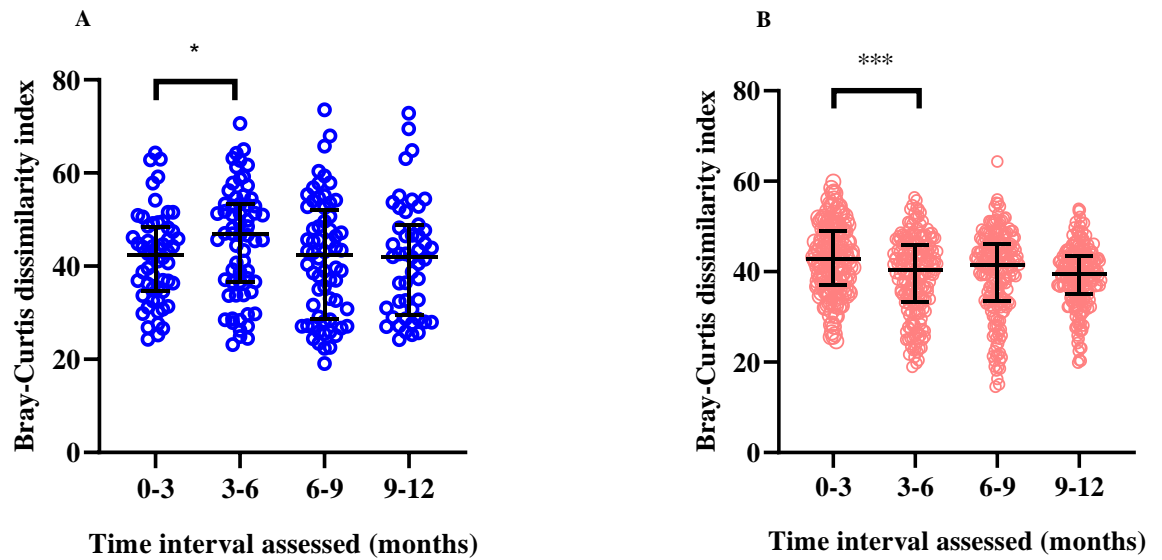 A
*
Bray-Curtis dissimilarity index
80
60
40
20
0
0-3 3-6 6-9 9-12
Time interval assessed (months)
B
***
Bray-Curtis dissimilarity index
80
60
40
20
0
0-3 3-6 6-9 9-12
Time interval assessed (months)